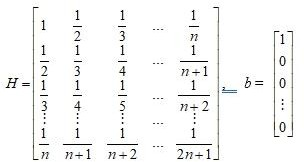 H = [ 1 1/2 1/3 ... 1/n
1/2 1/3 1/4 ... 1/(n+1)
1/3 1/4 1/5 ... 1/(n+2)
⋮ ⋮ ⋮ ⋮
1/n 1/(n+1) 1/(n+2) ... 1/(2n+1) ] , b = [ 1
0
0
⋮
0 ]